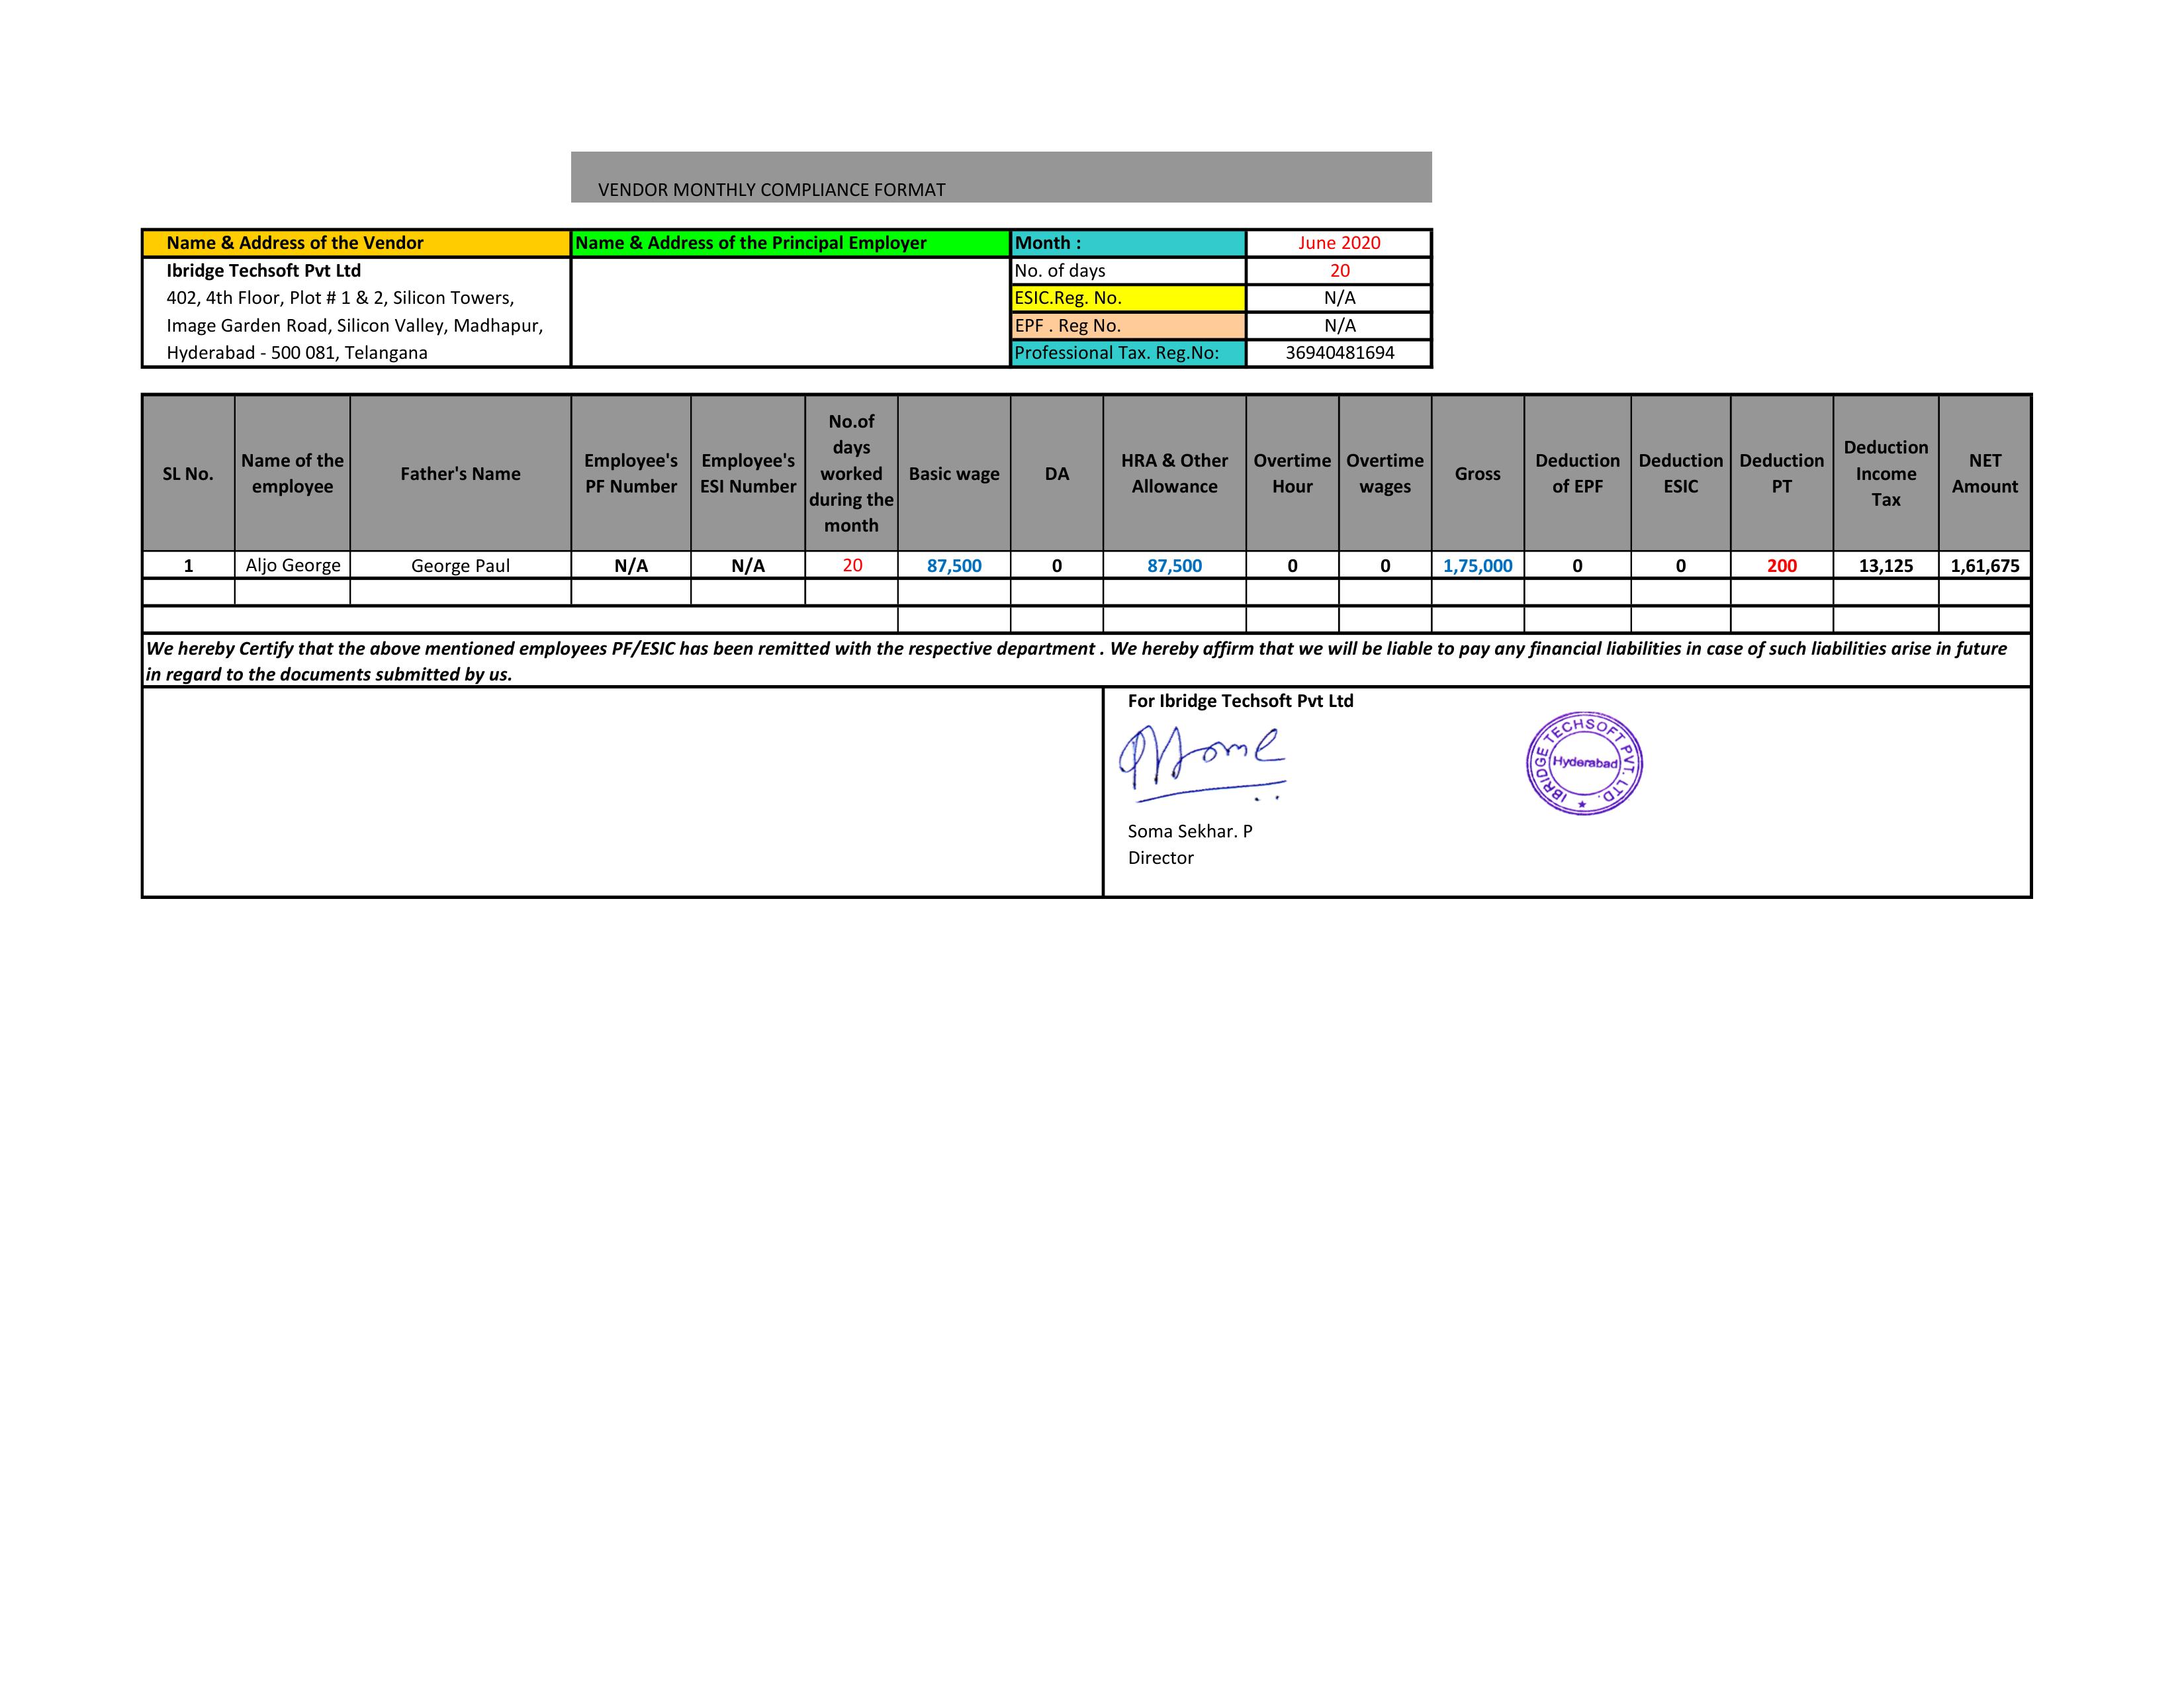 VENDOR MONTHLY COMPLIANCE FORMAT
Name & Address of the Vendor Name & Address of the Principal Employer Month : June 2020
Ibridge Techsoft Pvt Ltd No. of days 20
402, 4th Floor, Plot # 1 & 2, Silicon Towers, ESIC.Reg. No. N/A
Image Garden Road, Silicon Valley, Madhapur, EPF . Reg No. N/A
Hyderabad - 500 081, Telangana Professional Tax. Reg.No: 36940481694
SL No. Name of the employee Father's Name Employee's PF Number Employee's ESI Number No.of days worked during the month Basic wage DA HRA & Other Allowance Overtime Hour Overtime wages Gross Deduction of EPF Deduction ESIC Deduction PT Deduction Income Tax NET Amount
1 Aljo George George Paul N/A N/A 20 87,500 0 87,500 0 0 1,75,000 0 0 200 13,125 1,61,675
We hereby Certify that the above mentioned employees PF/ESIC has been remitted with the respective department . We hereby affirm that we will be liable to pay any financial liabilities in case of such liabilities arise in future
in regard to the documents submitted by us.
For Ibridge Techsoft Pvt Ltd
IBRIDGE TECHSOFT PVT. LTD.
Hyderabad
Soma Sekhar. P
Director